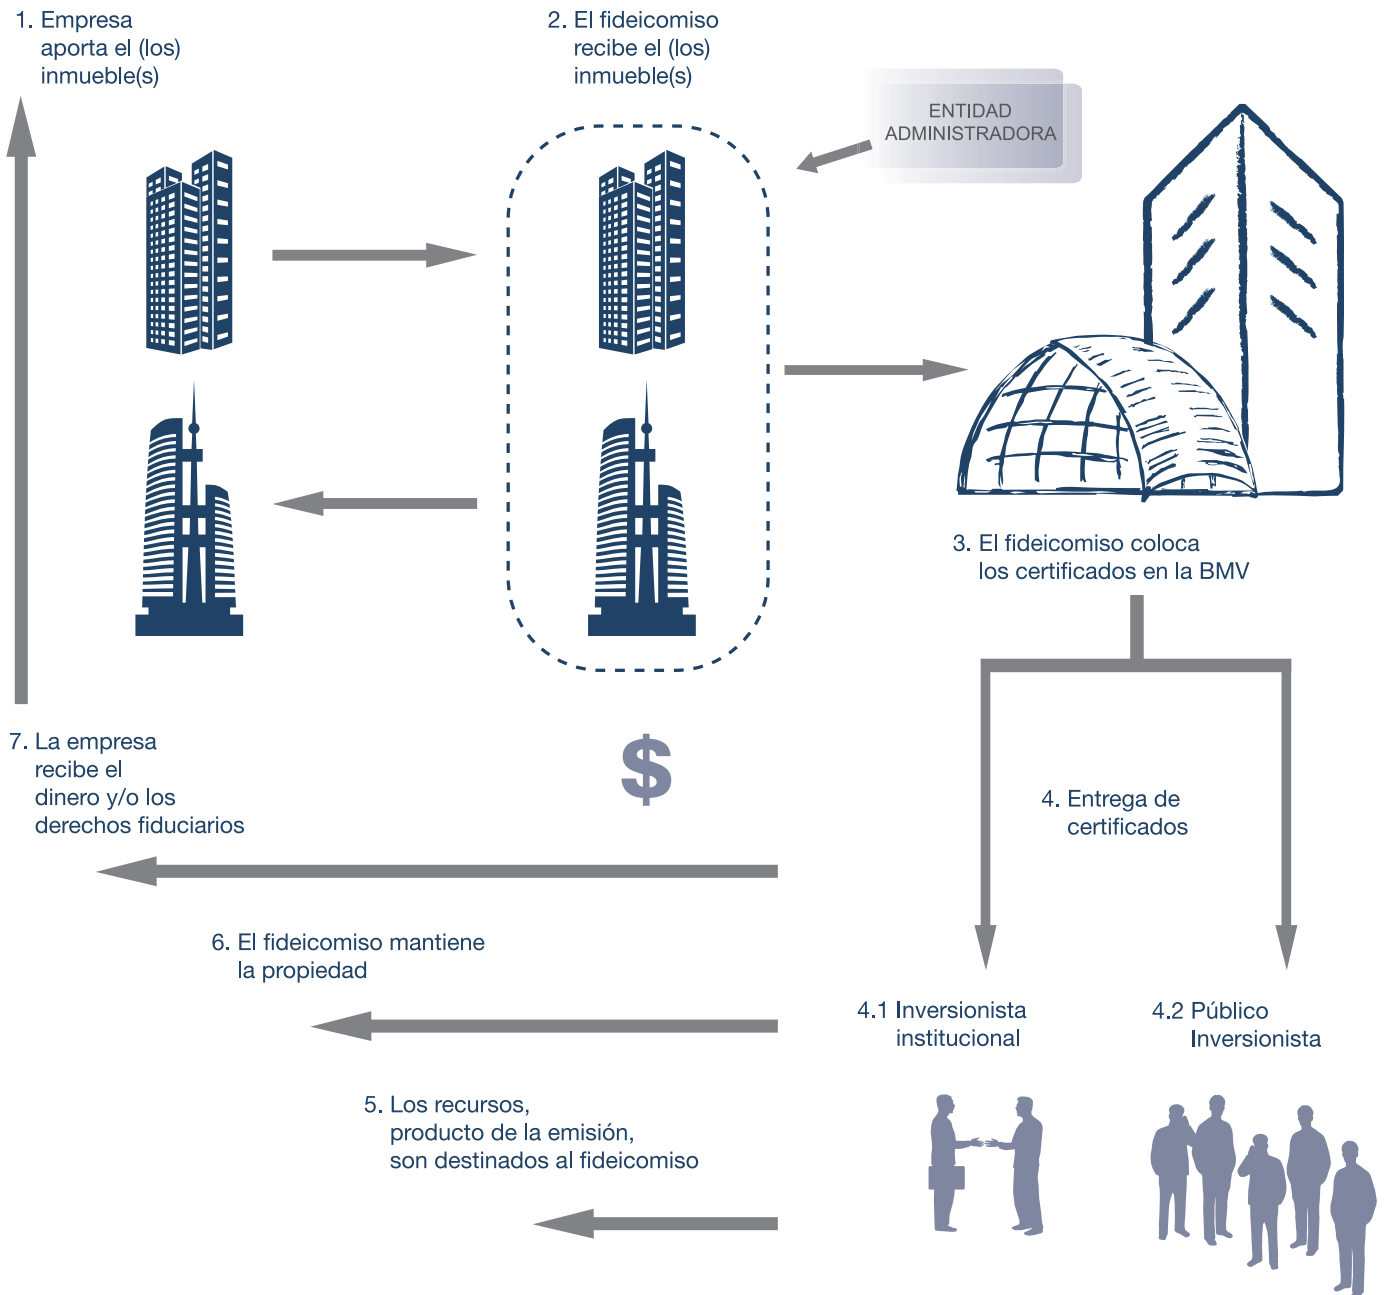 1. Empresa
aporta el (los)
inmueble(s)
2. El fideicomiso
recibe el (los)
inmueble(s)
ENTIDAD
ADMINISTRADORA
3. El fideicomiso coloca
los certificados en la BMV
4. Entrega de
certificados
4.1 Inversionista
institucional
4.2 Público
Inversionista
5. Los recursos,
producto de la emisión,
son destinados al fideicomiso
6. El fideicomiso mantiene
la propiedad
7. La empresa
recibe el
dinero y/o los
derechos fiduciarios
$